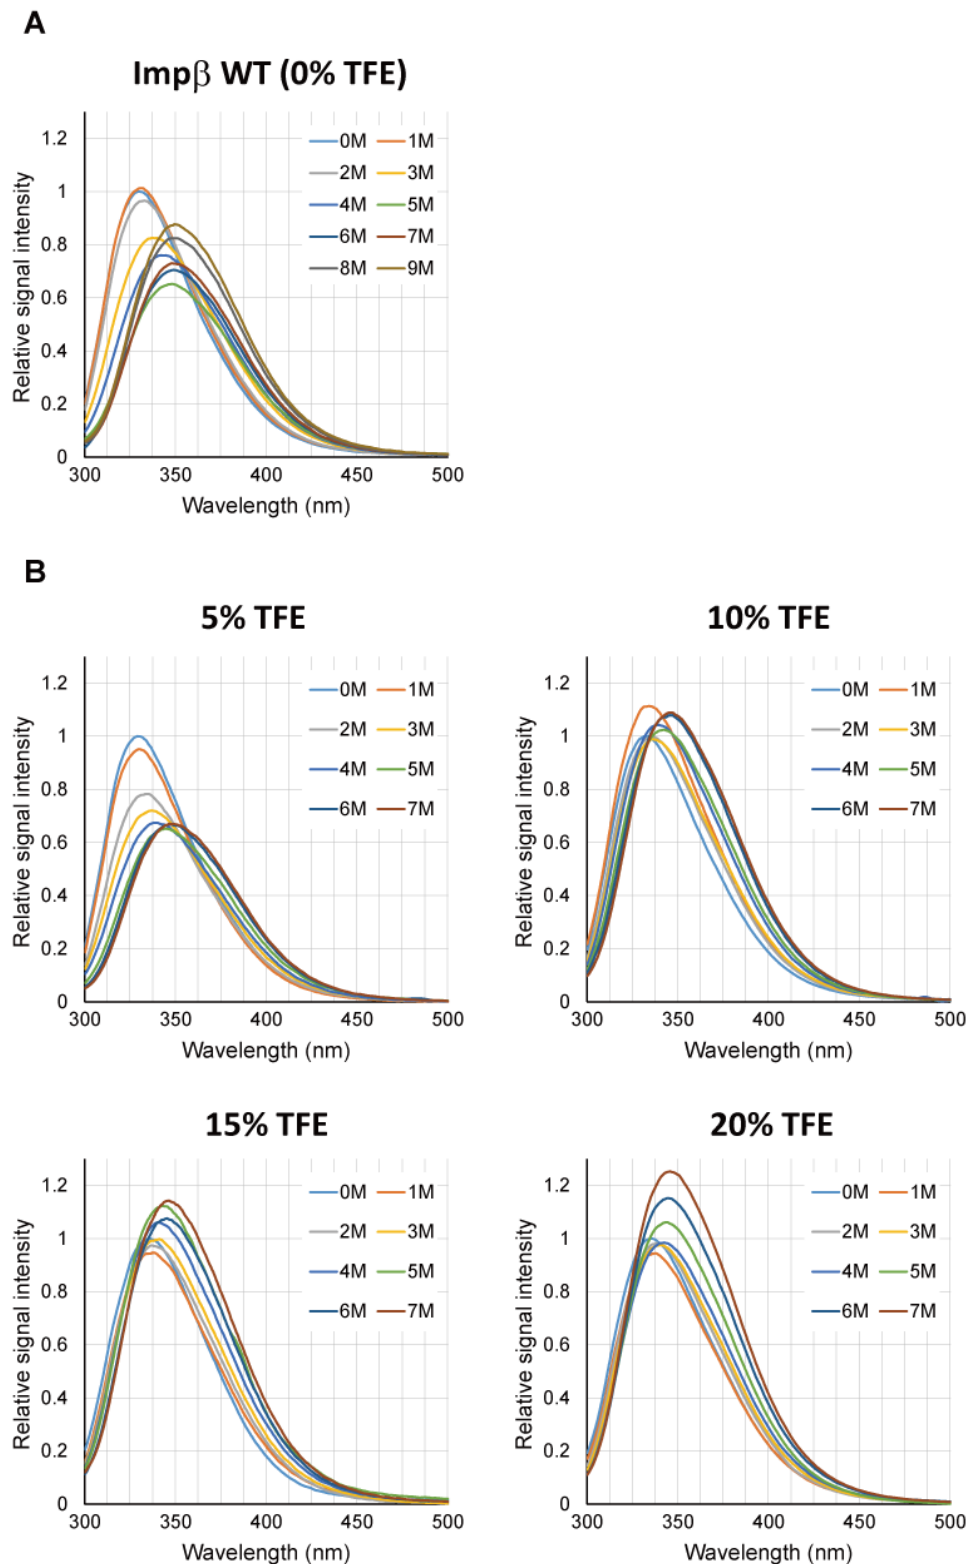 A
Impβ WT (0% TFE)
Relative signal intensity
1.2
1
0.8
0.6
0.4
0.2
0
0M 1M
2M 3M
4M 5M
6M 7M
8M 9M
300 350 400 450 500
Wavelength (nm)
B
5% TFE
Relative signal intensity
1.2
1
0.8
0.6
0.4
0.2
0
0M 1M
2M 3M
4M 5M
6M 7M
300 350 400 450 500
Wavelength (nm)
10% TFE
Relative signal intensity
1.2
1
0.8
0.6
0.4
0.2
0
0M 1M
2M 3M
4M 5M
6M 7M
300 350 400 450 500
Wavelength (nm)
15% TFE
Relative signal intensity
1.2
1
0.8
0.6
0.4
0.2
0
0M 1M
2M 3M
4M 5M
6M 7M
300 350 400 450 500
Wavelength (nm)
20% TFE
Relative signal intensity
1.2
1
0.8
0.6
0.4
0.2
0
0M 1M
2M 3M
4M 5M
6M 7M
300 350 400 450 500
Wavelength (nm)